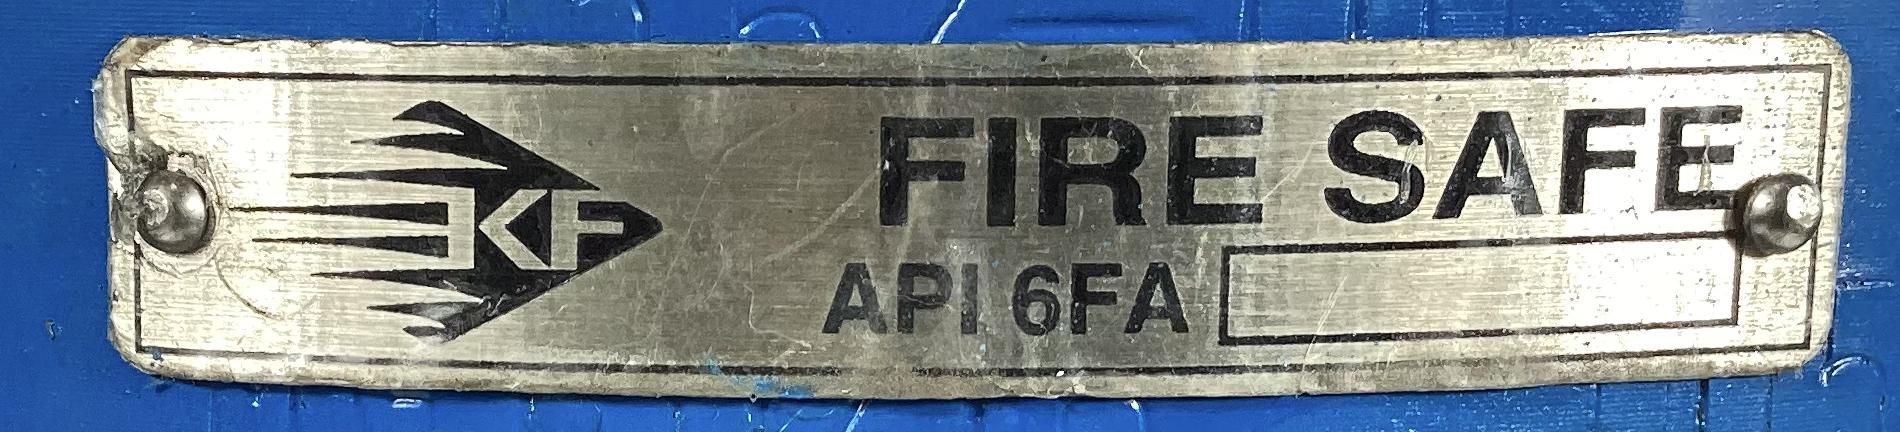 KF
FIRE SAFE
API 6FA